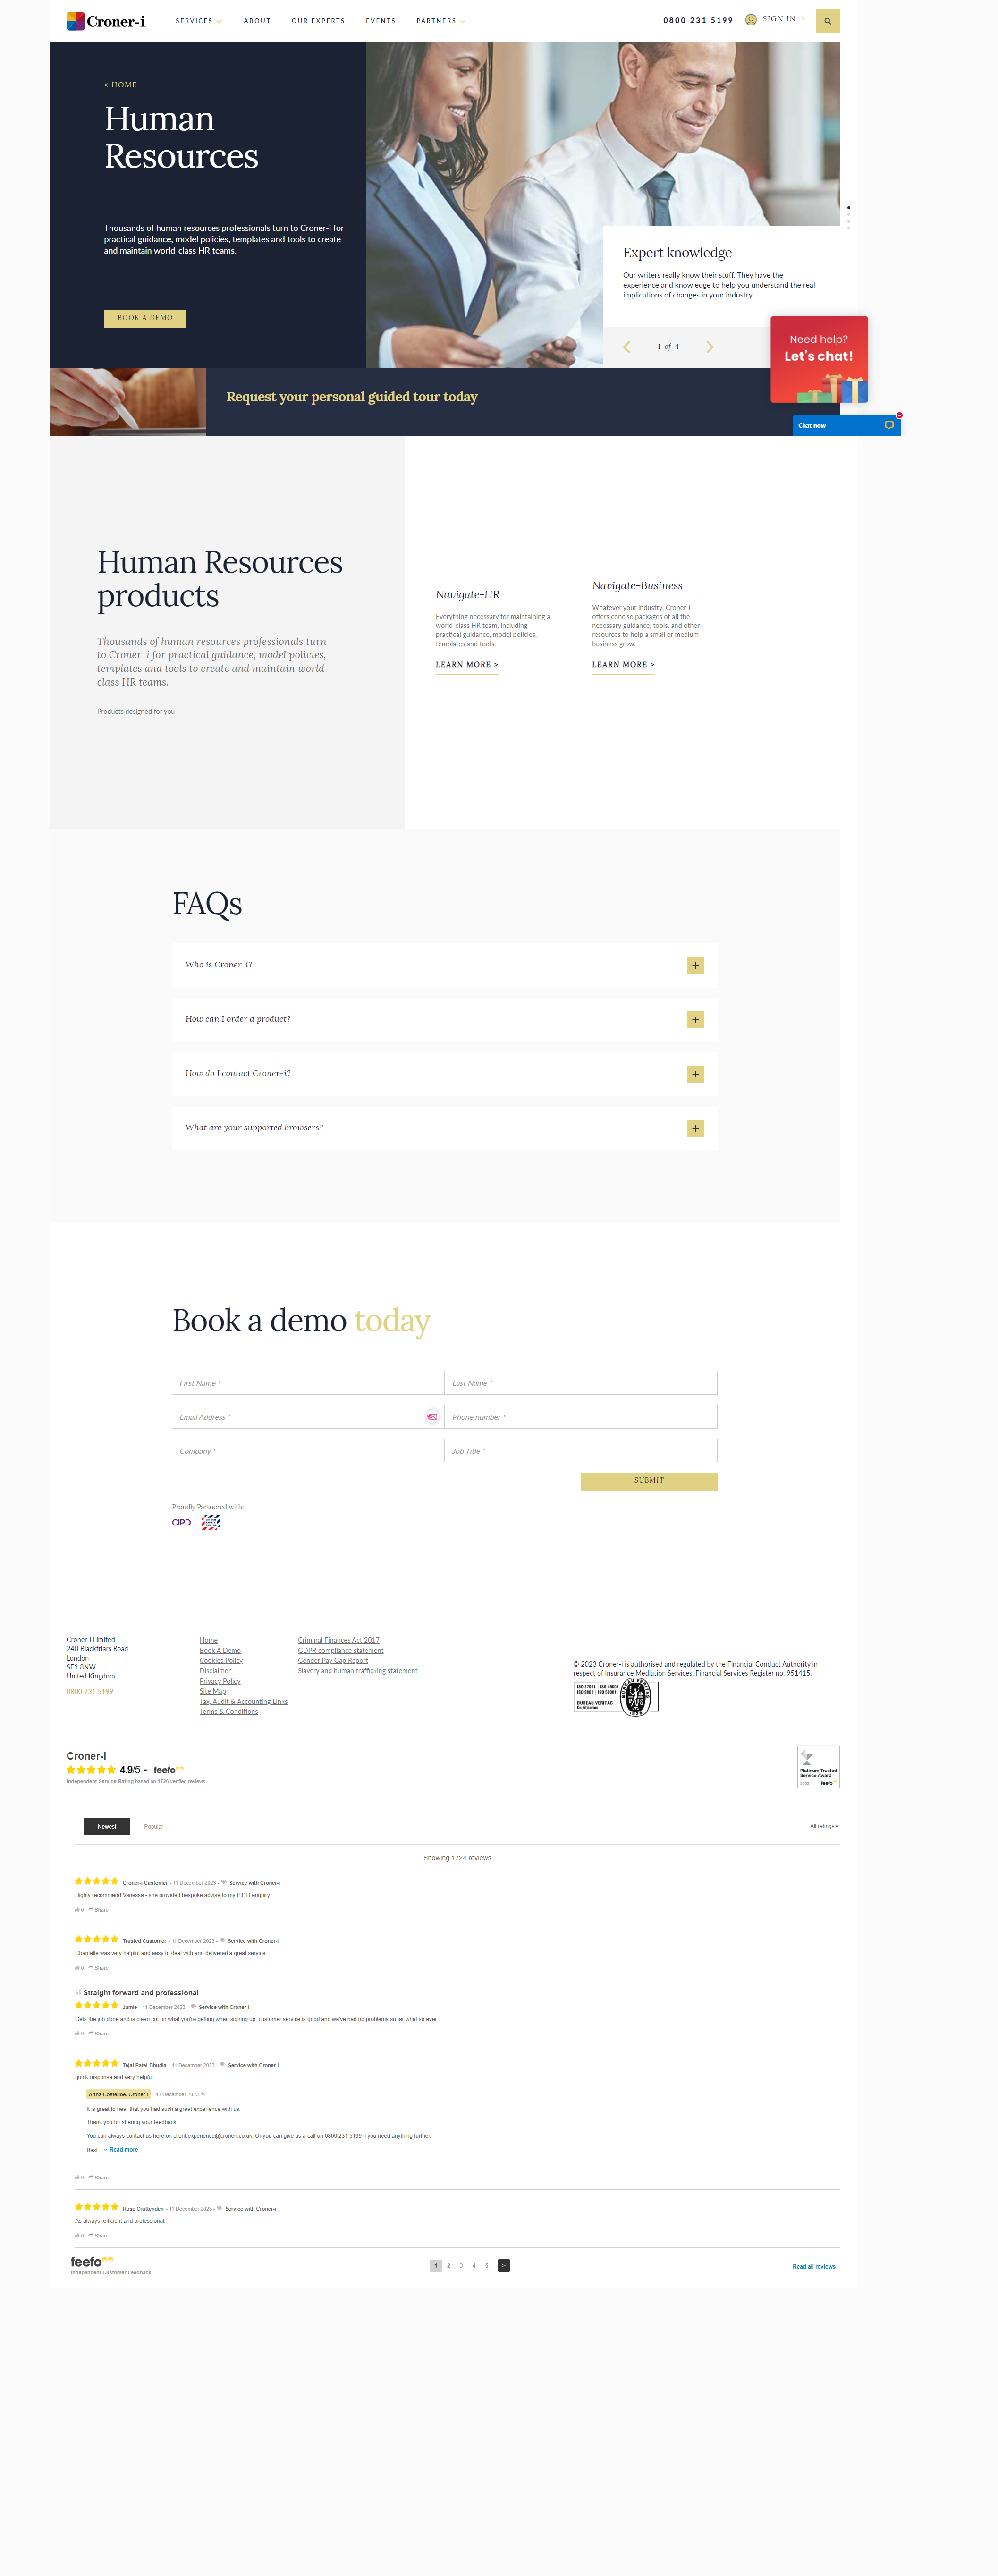 Croner-i
SERVICES
ABOUT
OUR EXPERTS
EVENTS
PARTNERS
0800 231 5199
SIGN IN >
< HOME
Human
Resources
Thousands of human resources professionals turn to Croner-i for
practical guidance, model policies, templates and tools to create
and maintain world-class HR teams.
BOOK A DEMO
Expert knowledge
Our writers really know their stuff. They have the
experience and knowledge to help you understand the real
implications of changes in your industry.
1 of 4
Need help?
Let's chat!
Request your personal guided tour today
Chat now
Human Resources
products
Thousands of human resources professionals turn
to Croner-i for practical guidance, model policies,
templates and tools to create and maintain world-
class HR teams.
Products designed for you
Navigate-HR
Everything necessary for maintaining a
world-class HR team, including
practical guidance, model policies,
templates and tools.
LEARN MORE >
Navigate-Business
Whatever your industry, Croner-i
offers concise packages of all the
necessary guidance, tools, and other
resources to help a small or medium
business grow.
LEARN MORE >
FAQs
Who is Croner-i?
How can I order a product?
How do I contact Croner-i?
What are your supported browsers?
Book a demo today
First Name *
Last Name *
Email Address *
Phone number *
Company *
Job Title *
SUBMIT
Proudly Partnered with:
CIPD
Croner-i Limited
240 Blackfriars Road
London
SE1 8NW
United Kingdom
0800 231 5199
Home
Book A Demo
Cookies Policy
Disclaimer
Privacy Policy
Site Map
Tax, Audit & Accounting Links
Terms & Conditions
Criminal Finances Act 2017
GDPR compliance statement
Gender Pay Gap Report
Slavery and human trafficking statement
© 2023 Croner-i is authorised and regulated by the Financial Conduct Authority in
respect of Insurance Mediation Services, Financial Services Register no. 951415.
ISO 27001 | ISO 45001
ISO 9001 | ISO 50001
BUREAU VERITAS
Certification
BUREAU VERITAS
1828
Croner-i
4.9/5
feefo
Independent Service Rating based on 1726 verified reviews
Platinum Trusted
Service Award
2022 feefo
Newest
Popular
All ratings
Showing 1724 reviews
Croner-i Customer - 11 December 2023 - Service with Croner-i
Highly recommend Vanessa - she provided bespoke advise to my P11D enquiry.
0 Share
Trusted Customer - 11 December 2023 - Service with Croner-i
Chantelle was very helpful and easy to deal with and delivered a great service.
0 Share
Straight forward and professional
Jamie - 11 December 2023 - Service with Croner-i
Gets the job done and is clean cut on what you're getting when signing up, customer service is good and we've had no problems so far what so ever.
0 Share
Tejal Patel-Bhudia - 11 December 2023 - Service with Croner-i
quick response and very helpful.
Anna Costelloe, Croner-i - 11 December 2023
It is great to hear that you had such a great experience with us.
Thank you for sharing your feedback.
You can always contact us here on client.experience@croneri.co.uk. Or you can give us a call on 0800 231 5199 if you need anything further.
Best... Read more
0 Share
Rose Cruttenden - 11 December 2023 - Service with Croner-i
As always, efficient and professional.
0 Share
feefo
Independent Customer Feedback
1 2 3 4 5 >
Read all reviews